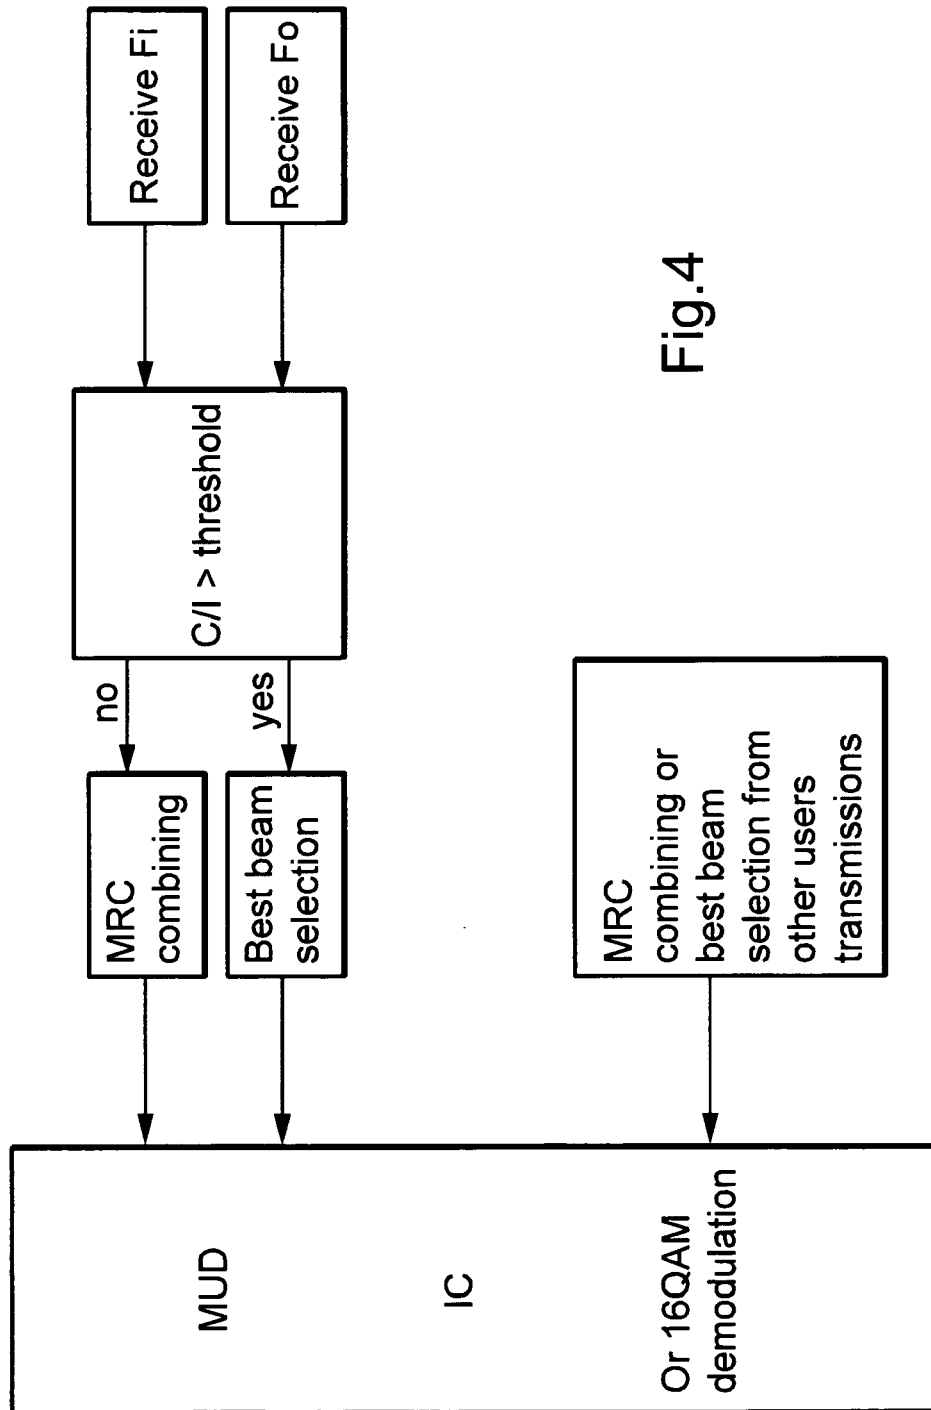 Receive Fi
Receive Fo
C/I > threshold
no
yes
MRC
combining
Best beam
selection
MRC
combining or
best beam
selection from
other users
transmissions
MUD
IC
Or 16QAM
demodulation
Fig.4